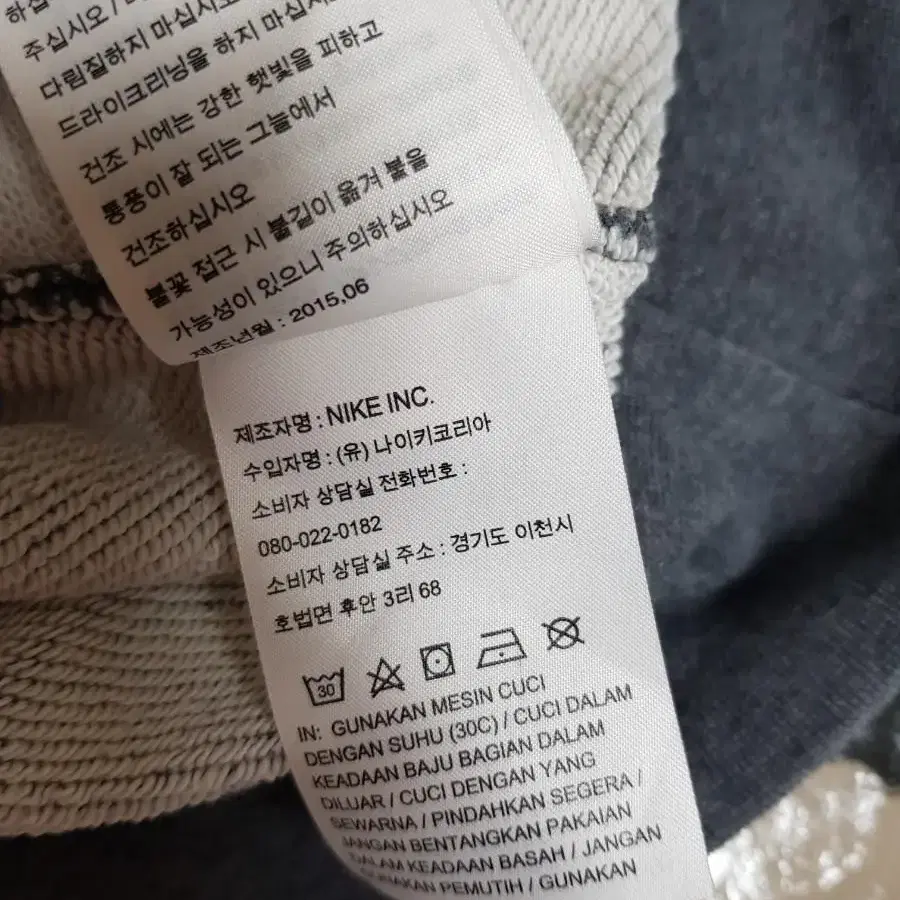 하십
주십시오 /
다림질하지 마십시오
드라이크리닝을 하지 마십시
건조 시에는 강한 햇빛을 피하고
통풍이 잘 되는 그늘에서
건조하십시오
불꽃 접근 시 불길이 옮겨 붙을
가능성이 있으니 주의하십시오
제조년월 : 2015.06
제조자명 : NIKE INC.
수입자명 : (유) 나이키코리아
소비자 상담실 전화번호 :
080-022-0182
소비자 상담실 주소 : 경기도 이천시
호법면 후안 3리 68
30
IN: GUNAKAN MESIN CUCI
DENGAN SUHU (30C) / CUCI DALAM
KEADAAN BAJU BAGIAN DALAM
DILUAR / CUCI DENGAN YANG
SEWARNA / PINDAHKAN SEGERA /
JANGAN BENTANGKAN PAKAIAN
DALAM KEADAAN BASAH / JANGAN
GUNAKAN PEMUTIH / GUNAKAN